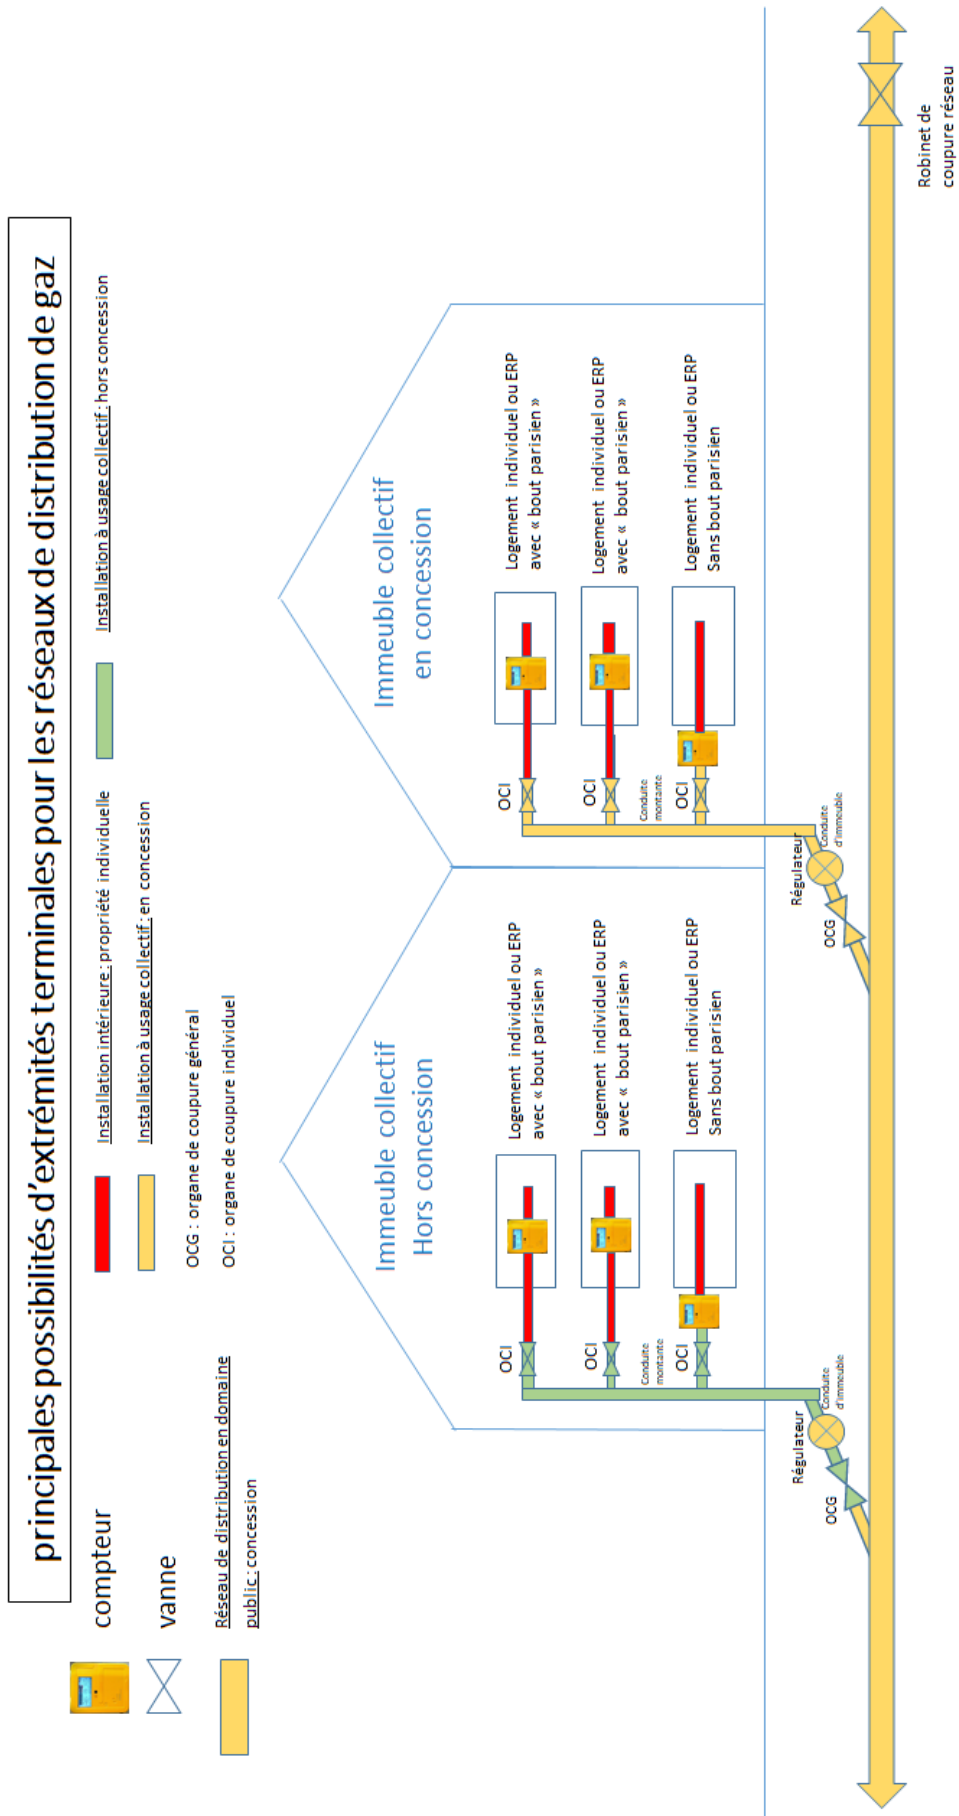 principales possibilités d'extrémités terminales pour les réseaux de distribution de gaz
compteur
vanne
Réseau de distribution en domaine
public : concession
Installation intérieure : propriété individuelle
Installation à usage collectif : en concession
OCG : organe de coupure général
OCI : organe de coupure individuel
Installation à usage collectif : hors concession
Immeuble collectif
Hors concession
OCI
Logement individuel ou ERP
avec « bout parisien »
OCI
Logement individuel ou ERP
avec « bout parisien »
Conduite
montante
OCI
Logement individuel ou ERP
Sans bout parisien
Régulateur
Conduite
d'immeuble
OCG
Immeuble collectif
en concession
OCI
Logement individuel ou ERP
avec « bout parisien »
OCI
Logement individuel ou ERP
avec « bout parisien »
Conduite
montante
OCI
Logement individuel ou ERP
Sans bout parisien
Régulateur
Conduite
d'immeuble
OCG
Robinet de
coupure réseau